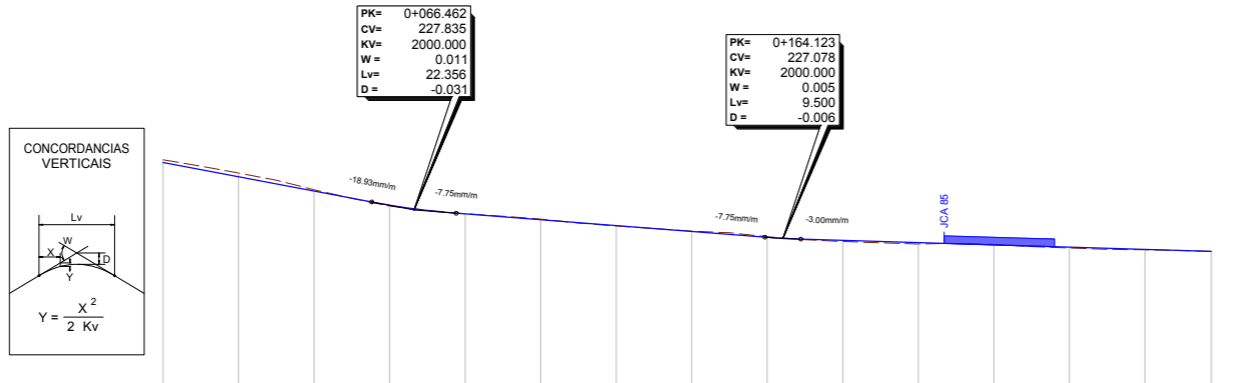 PK= 0+066.462
CV= 227.835
KV= 2000.000
W = 0.011
Lv= 22.356
D = -0.031
PK= 0+164.123
CV= 227.078
KV= 2000.000
W = 0.005
Lv= 9.500
D = -0.006
CONCORDANCIAS
VERTICAIS
Lv
W
X
D
Y
Y = X 2
2 Kv
-18.93mm/m
-7.75mm/m
-7.75mm/m
-3.00mm/m
JCA 85